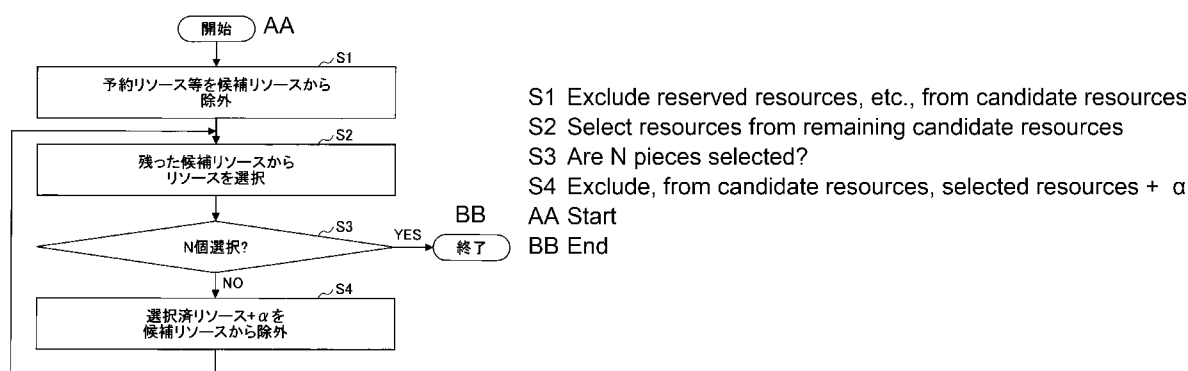 開始 AA
S1
予約リソース等を候補リソースから
除外
S2
残った候補リソースから
リソースを選択
S3
N個選択?
YES
BB
終了
NO
S4
選択済リソース+αを
候補リソースから除外
S1 Exclude reserved resources, etc., from candidate resources
S2 Select resources from remaining candidate resources
S3 Are N pieces selected?
S4 Exclude, from candidate resources, selected resources + α
AA Start
BB End